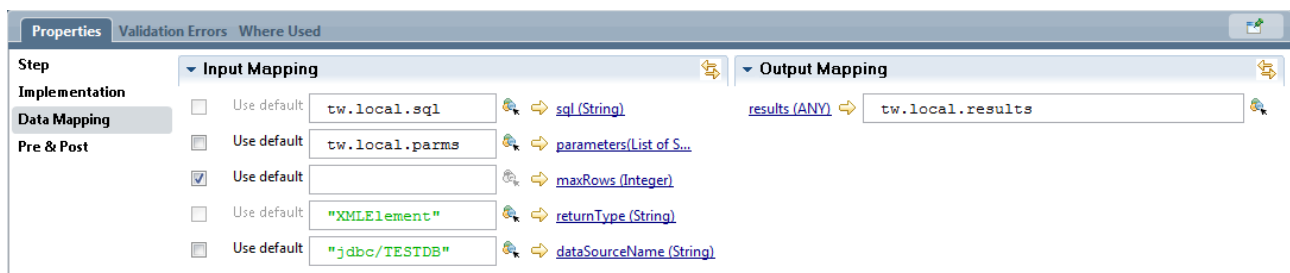 Properties Validation Errors Where Used
Step
Implementation
Data Mapping
Pre & Post
Input Mapping
Use default tw.local.sql sql (String)
Use default tw.local.parms parameters(List of S...
Use default maxRows (Integer)
Use default "XMLElement" returnType (String)
Use default "jdbc/TESTDB" dataSourceName (String)
Output Mapping
results (ANY) tw.local.results